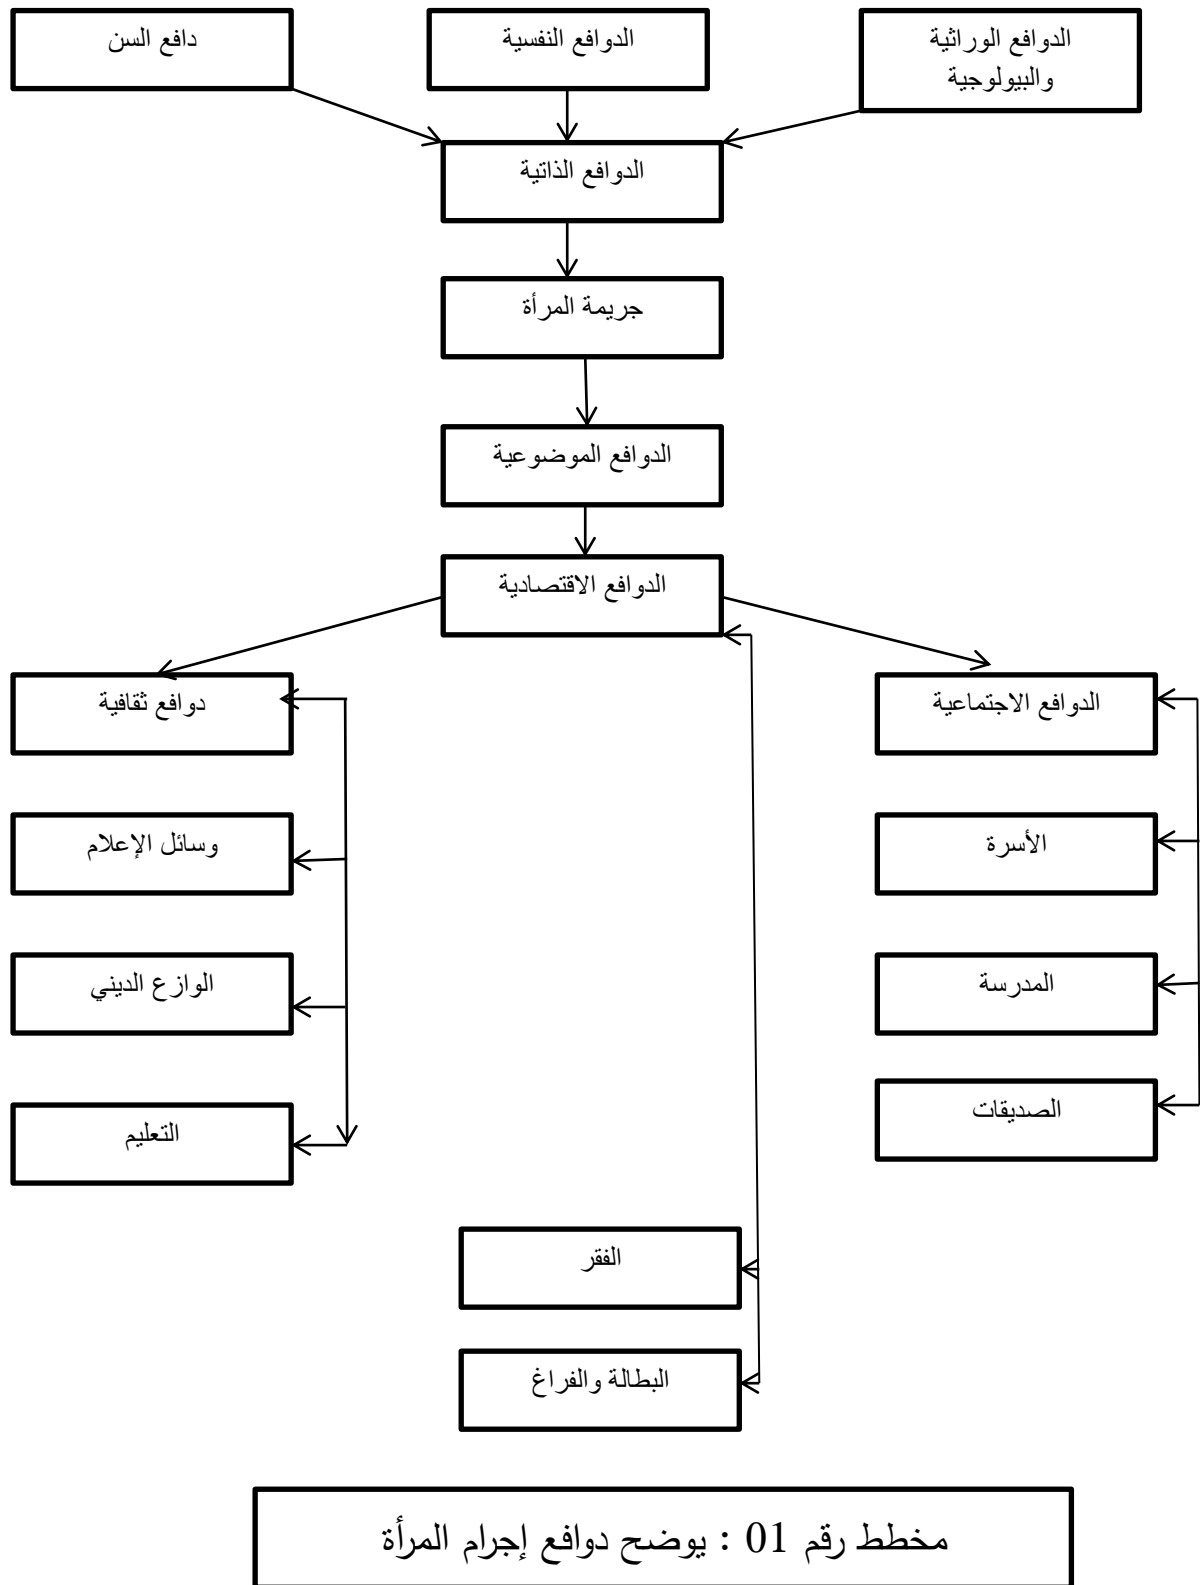 الدوافع الوراثية
والبيولوجية
الدوافع النفسية
دافع السن
الدوافع الذاتية
جريمة المرأة
الدوافع الموضوعية
الدوافع الاقتصادية
الدوافع الاجتماعية
دوافع ثقافية
الأسرة
وسائل الإعلام
المدرسة
الوازع الديني
الصديقات
التعليم
الفقر
البطالة والفراغ
مخطط رقم 01 : يوضح دوافع إجرام المرأة